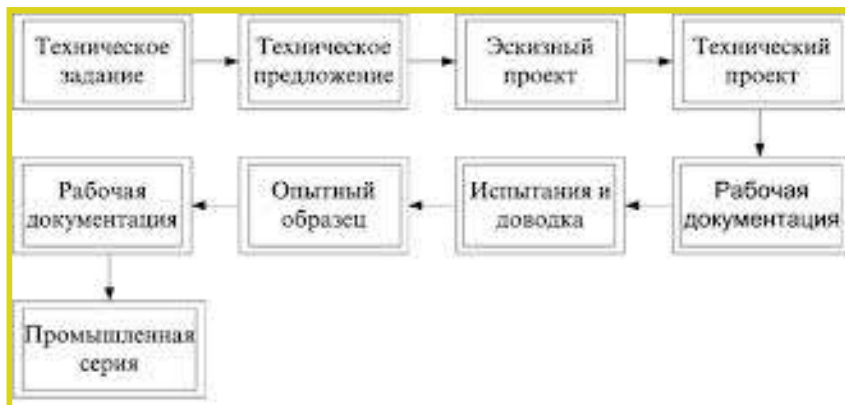 Техническое
задание
Техническое
предложение
Эскизный
проект
Технический
проект
Рабочая
документация
Опытный
образец
Испытания и
доводка
Рабочая
документация
Промышленная
серия